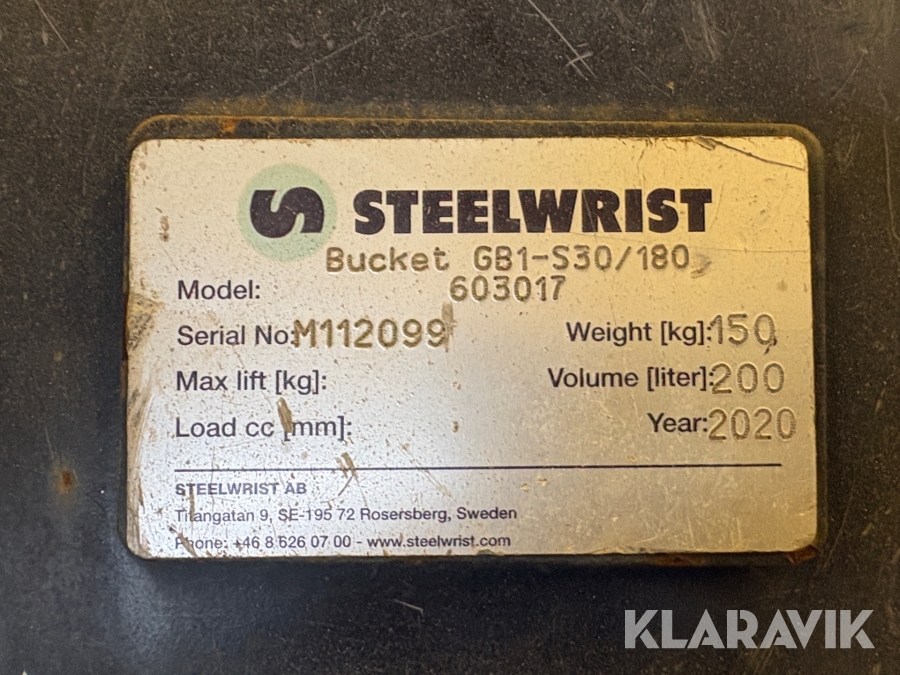 STEELWRIST
Bucket GB1-S30/180
Model: 603017
Serial No: M112099 Weight [kg]: 150
Max lift [kg]: Volume [liter]: 200
Load cc [mm]: Year: 2020
STEELWRIST AB
Titangatan 9, SE-195 72 Rosersberg, Sweden
Phone: +46 8 626 07 00 - www.steelwrist.com
KLARAVIK